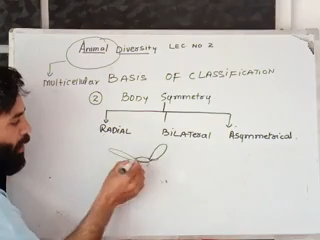 Animal Diversity LEC NO 2
multicellular BASIS OF CLASSIFICATION
② BODY Symmetry
RADIAL BILATERAL Asymmetrical